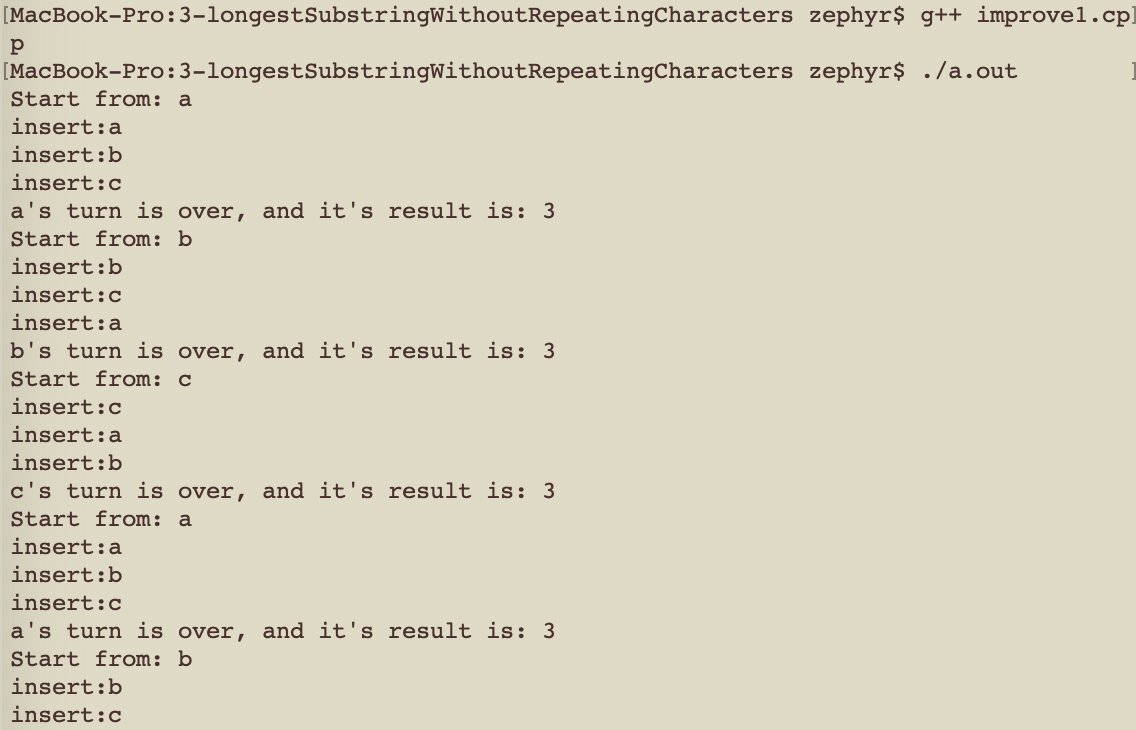 [MacBook-Pro:3-longestSubstringWithoutRepeatingCharacters zephyr$ g++ improve1.cp]
p
[MacBook-Pro:3-longestSubstringWithoutRepeatingCharacters zephyr$ ./a.out ]
Start from: a
insert:a
insert:b
insert:c
a's turn is over, and it's result is: 3
Start from: b
insert:b
insert:c
insert:a
b's turn is over, and it's result is: 3
Start from: c
insert:c
insert:a
insert:b
c's turn is over, and it's result is: 3
Start from: a
insert:a
insert:b
insert:c
a's turn is over, and it's result is: 3
Start from: b
insert:b
insert:c